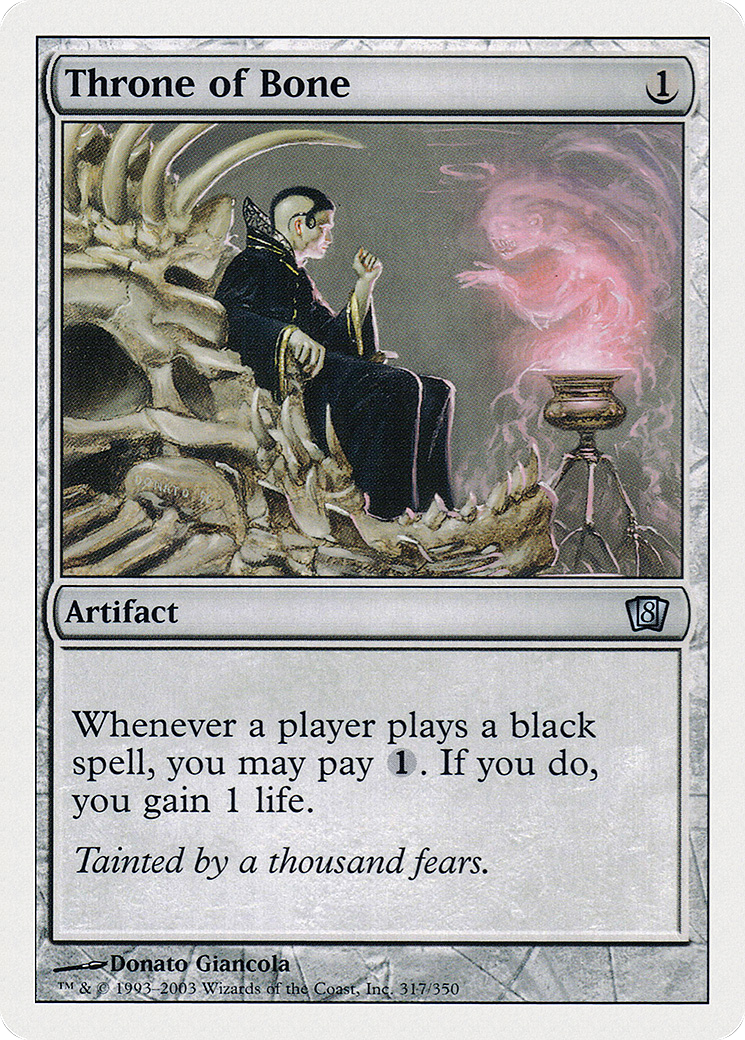 Throne of Bone 1
Artifact 8
Whenever a player plays a black
spell, you may pay 1. If you do,
you gain 1 life.
Tainted by a thousand fears.
Donato Giancola
™ & © 1993–2003 Wizards of the Coast, Inc. 317/350